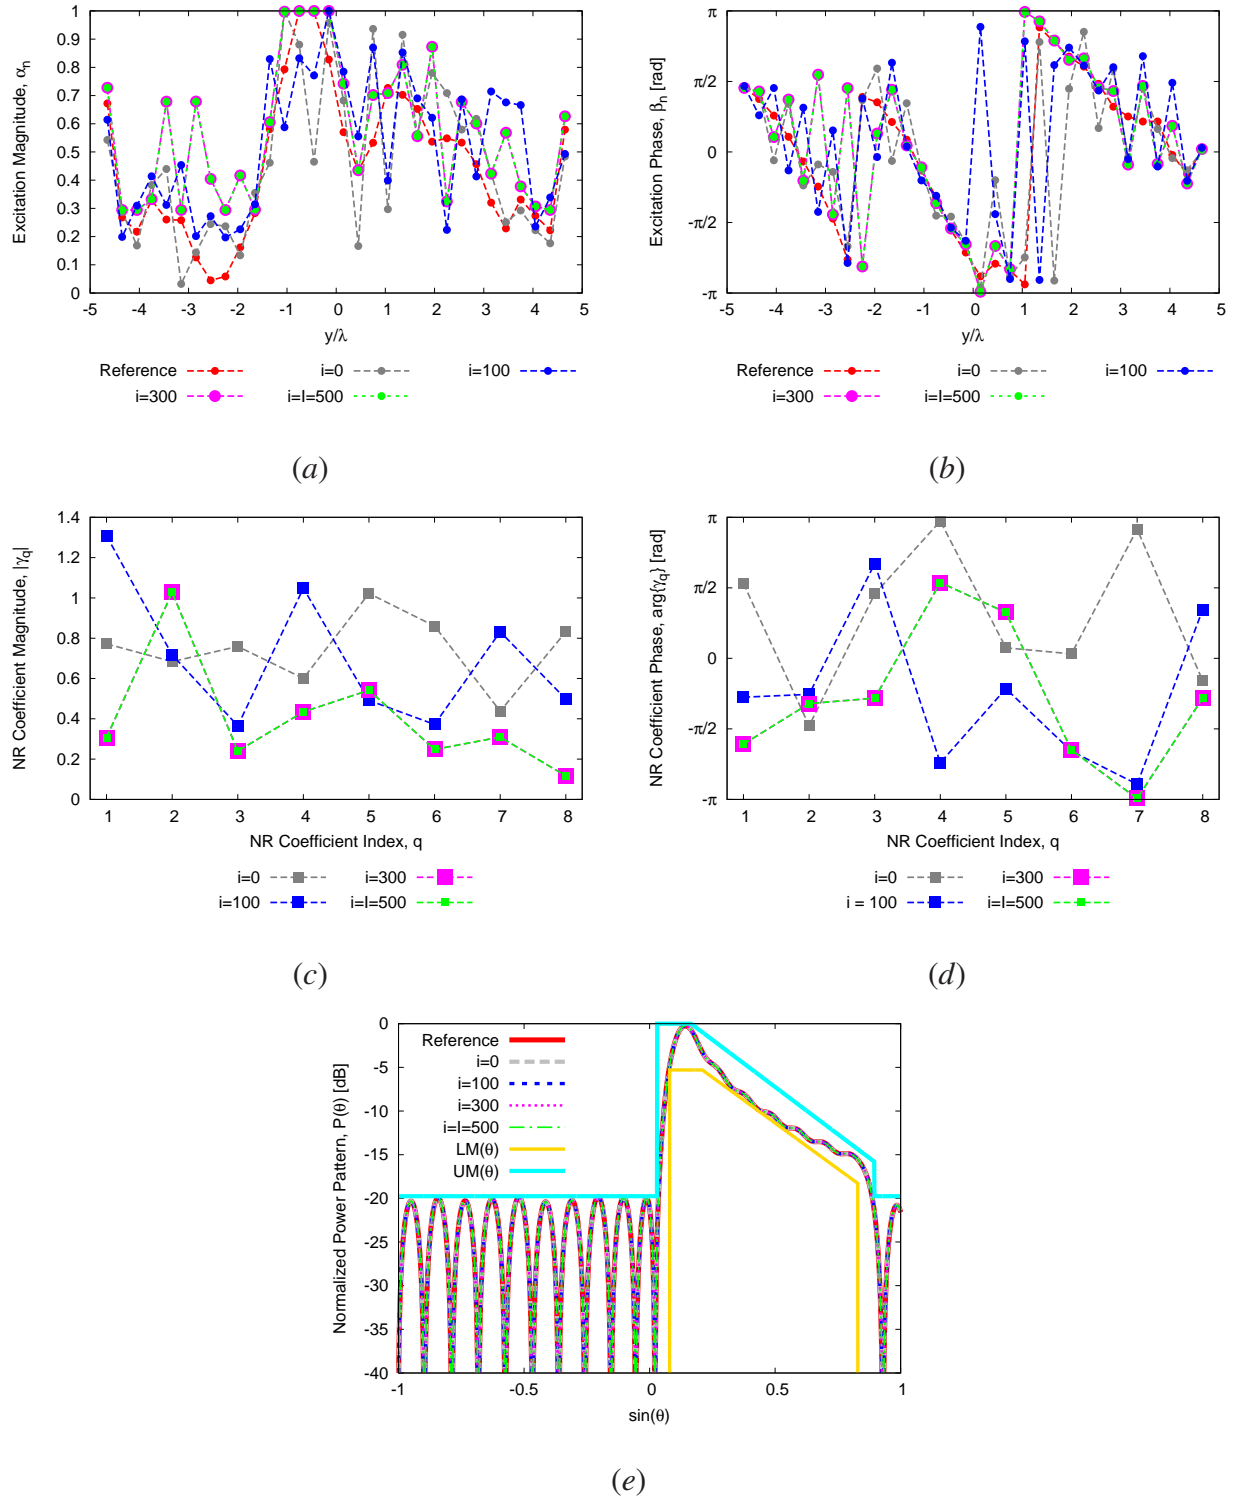 Excitation Magnitude, αn
1
0.9
0.8
0.7
0.6
0.5
0.4
0.3
0.2
0.1
0
-5 -4 -3 -2 -1 0 1 2 3 4 5
y/λ
Reference i=0 i=100
i=300 i=I=500
(a)
Excitation Phase, βn [rad]
π
π/2
0
-π/2
-π
-5 -4 -3 -2 -1 0 1 2 3 4 5
y/λ
Reference i=0 i=100
i=300 i=I=500
(b)
NR Coefficient Magnitude, |γq|
1.4
1.2
1
0.8
0.6
0.4
0.2
0
1 2 3 4 5 6 7 8
NR Coefficient Index, q
i=0 i=300
i=100 i=I=500
(c)
NR Coefficient Phase, arg{γq} [rad]
π
π/2
0
-π/2
-π
1 2 3 4 5 6 7 8
NR Coefficient Index, q
i=0 i=300
i = 100 i=I=500
(d)
Normalized Power Pattern, P(θ) [dB]
0
-5
-10
-15
-20
-25
-30
-35
-40
Reference
i=0
i=100
i=300
i=I=500
LM(θ)
UM(θ)
-1 -0.5 0 0.5 1
sin(θ)
(e)